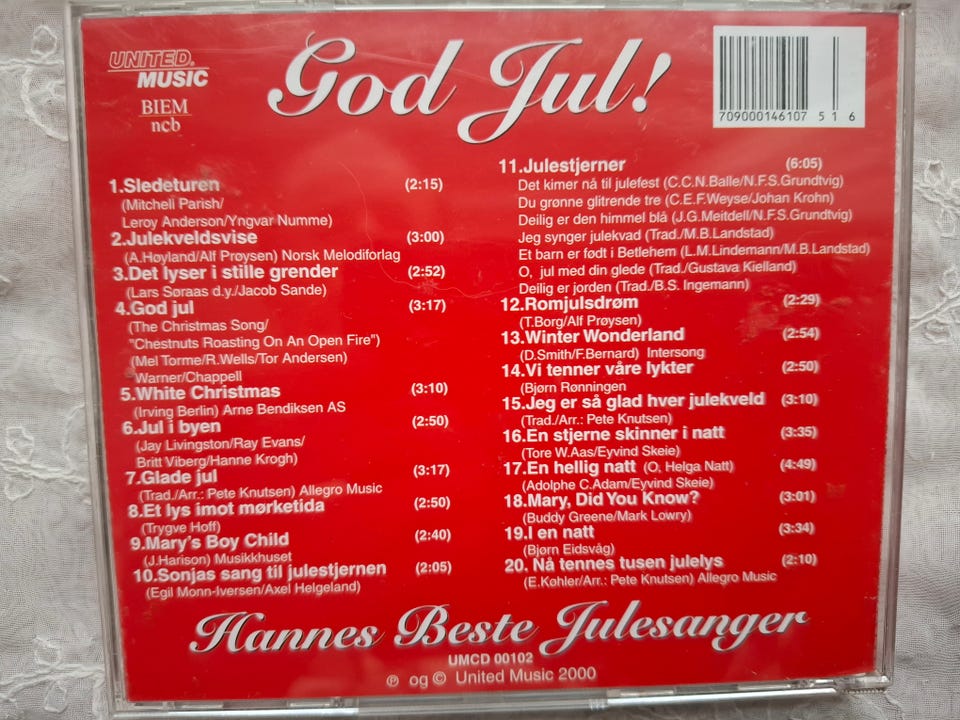 UNITED.
MUSIC
BIEM
ncb
God Jul!
709000146107 516
1.Sledeturen (2:15)
(Mitchell Parish/
Leroy Anderson/Yngvar Numme)
2.Julekveldsvise (3:00)
(A.Høyland/Alf Prøysen) Norsk Melodiforlag
3.Det lyser i stille grender (2:52)
(Lars Søraas d.y./Jacob Sande)
4.God jul (3:17)
(The Christmas Song/
"Chestnuts Roasting On An Open Fire")
(Mel Torme/R.Wells/Tor Andersen)
Warner/Chappell
5.White Christmas (3:10)
(Irving Berlin) Arne Bendiksen AS
6.Jul i byen (2:50)
(Jay Livingston/Ray Evans/
Britt Viberg/Hanne Krogh)
7.Glade jul (3:17)
(Trad./Arr.: Pete Knutsen) Allegro Music
8.Et lys imot mørketida (2:50)
(Trygve Hoff)
9.Mary's Boy Child (2:40)
(J.Harison) Musikkhuset
10.Sonjas sang til julestjernen (2:05)
(Egil Monn-Iversen/Axel Helgeland)
11.Julestjerner (6:05)
Det kimer nå til julefest (C.C.N.Balle/N.F.S.Grundtvig)
Du grønne glitrende tre (C.E.F.Weyse/Johan Krohn)
Deilig er den himmel blå (J.G.Meitdell/N.F.S.Grundtvig)
Jeg synger julekvad (Trad./M.B.Landstad)
Et barn er født i Betlehem (L.M.Lindemann/M.B.Landstad)
O, jul med din glede (Trad./Gustava Kielland)
Deilig er jorden (Trad./B.S. Ingemann)
12.Romjulsdrøm (2:29)
(T.Borg/Alf Prøysen)
13.Winter Wonderland (2:54)
(D.Smith/F.Bernard) Intersong
14.Vi tenner våre lykter (2:50)
(Bjørn Rønningen
15.Jeg er så glad hver julekveld (3:10)
(Trad./Arr.: Pete Knutsen)
16.En stjerne skinner i natt (3:35)
(Tore W.Aas/Eyvind Skeie)
17.En hellig natt (O, Helga Natt) (4:49)
(Adolphe C.Adam/Eyvind Skeie)
18.Mary, Did You Know? (3:01)
(Buddy Greene/Mark Lowry)
19.I en natt (3:34)
(Bjørn Eidsvåg)
20. Nå tennes tusen julelys (2:10)
(E.Køhler/Arr.: Pete Knutsen) Allegro Music
Hannes Beste Julesanger
UMCD 00102
℗ og © United Music 2000